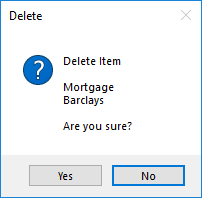 Delete
Delete Item
Mortgage
Barclays
Are you sure?
Yes
No